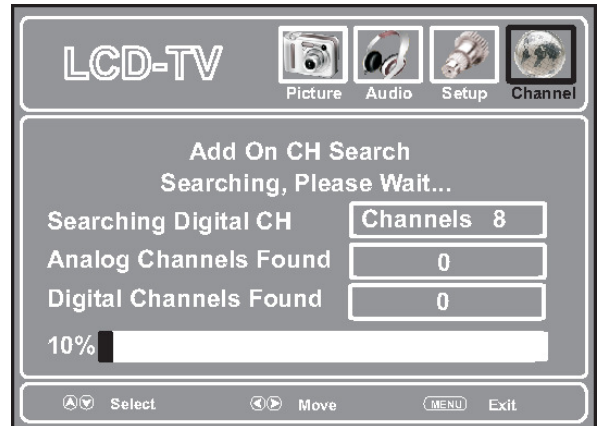 LCD-TV
Picture Audio Setup Channel
Add On CH Search
Searching, Please Wait...
Searching Digital CH Channels 8
Analog Channels Found 0
Digital Channels Found 0
10%
Select Move MENU Exit